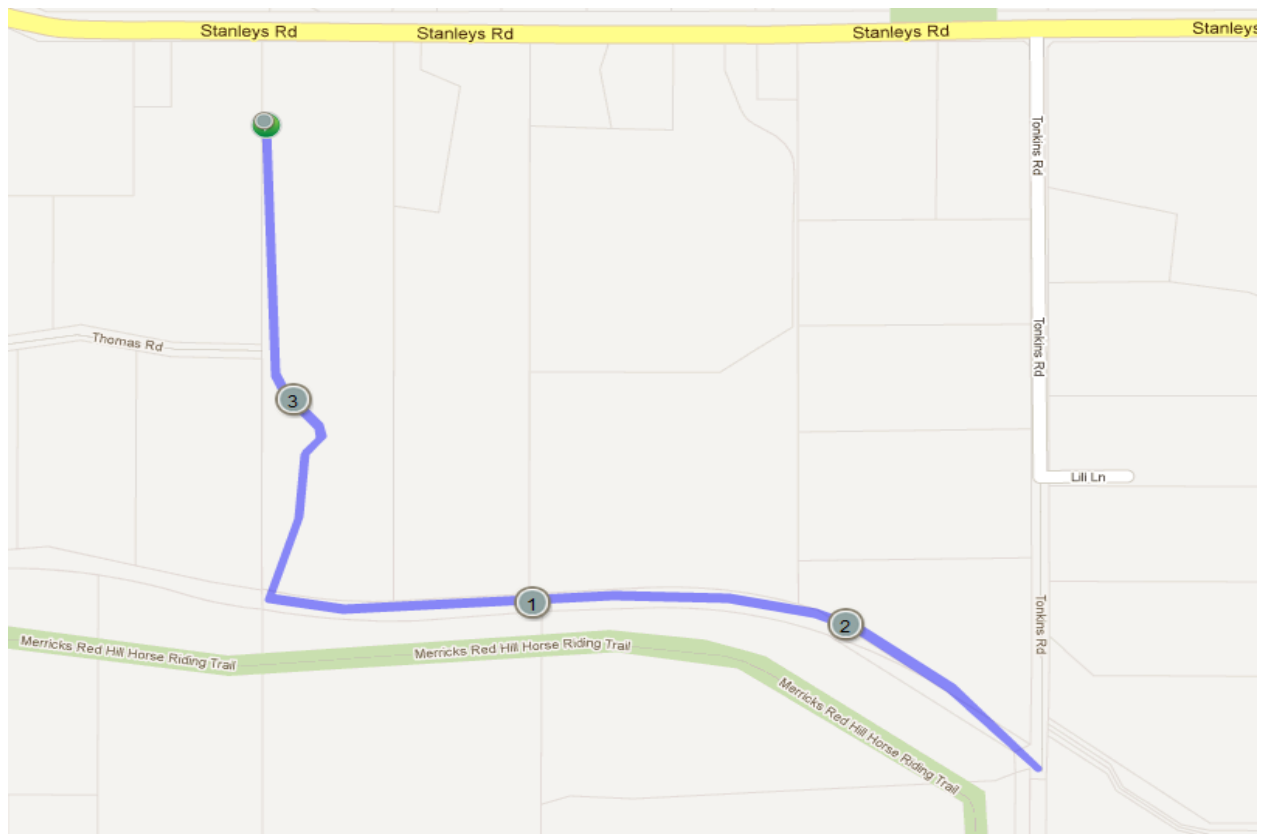 Stanleys Rd
Stanleys Rd
Stanleys Rd
Stanleys
Tonkins Rd
Thomas Rd
Tonkins Rd
3
Lili Ln
1
2
Tonkins Rd
Merricks Red Hill Horse Riding Trail
Merricks Red Hill Horse Riding Trail
Merricks Red Hill Horse Riding Trail